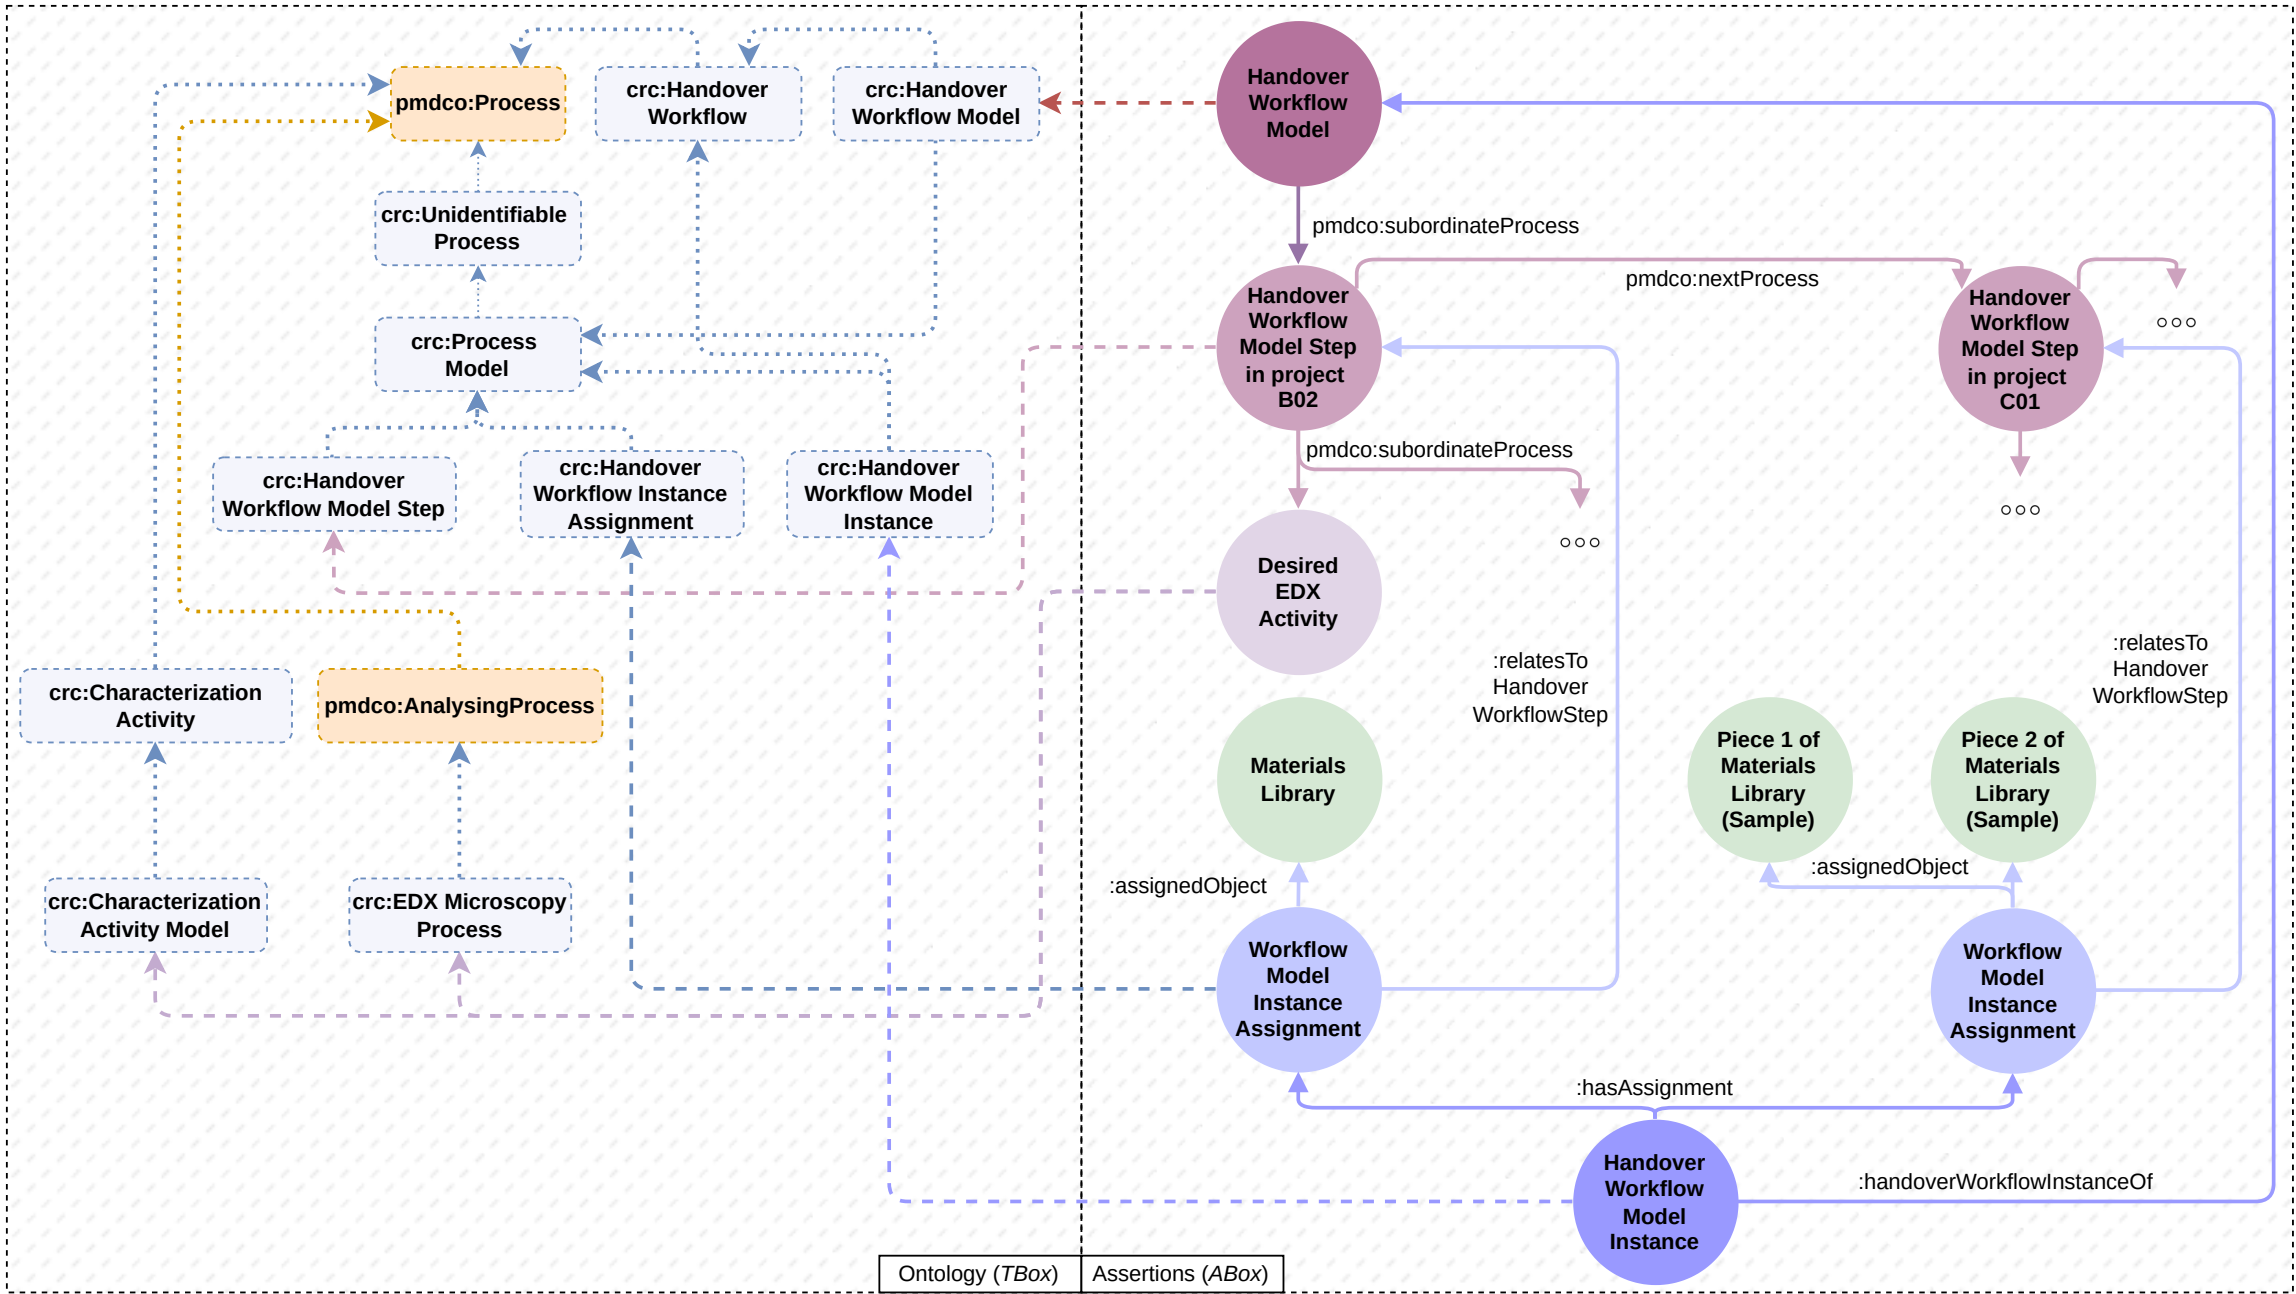 pmdco:Process
crc:Handover
Workflow
crc:Handover
Workflow Model
crc:Unidentifiable
Process
crc:Process
Model
crc:Handover
Workflow Model Step
crc:Handover
Workflow Instance
Assignment
crc:Handover
Workflow Model
Instance
crc:Characterization
Activity
pmdco:AnalysingProcess
crc:Characterization
Activity Model
crc:EDX Microscopy
Process
Ontology (TBox)
Handover
Workflow
Model
pmdco:subordinateProcess
Handover
Workflow
Model Step
in project
B02
pmdco:nextProcess
Handover
Workflow
Model Step
in project
C01
pmdco:subordinateProcess
Desired
EDX
Activity
:relatesTo
Handover
WorkflowStep
:relatesTo
Handover
WorkflowStep
Materials
Library
Piece 1 of
Materials
Library
(Sample)
Piece 2 of
Materials
Library
(Sample)
:assignedObject
:assignedObject
Workflow
Model
Instance
Assignment
Workflow
Model
Instance
Assignment
:hasAssignment
Handover
Workflow
Model
Instance
:handoverWorkflowInstanceOf
Assertions (ABox)